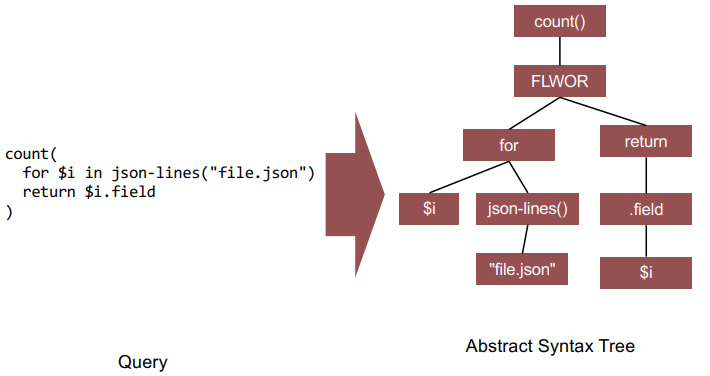 count(
  for $i in json-lines("file.json")
  return $i.field
)
Query
count()
FLWOR
for
return
$i
json-lines()
.field
"file.json"
$i
Abstract Syntax Tree